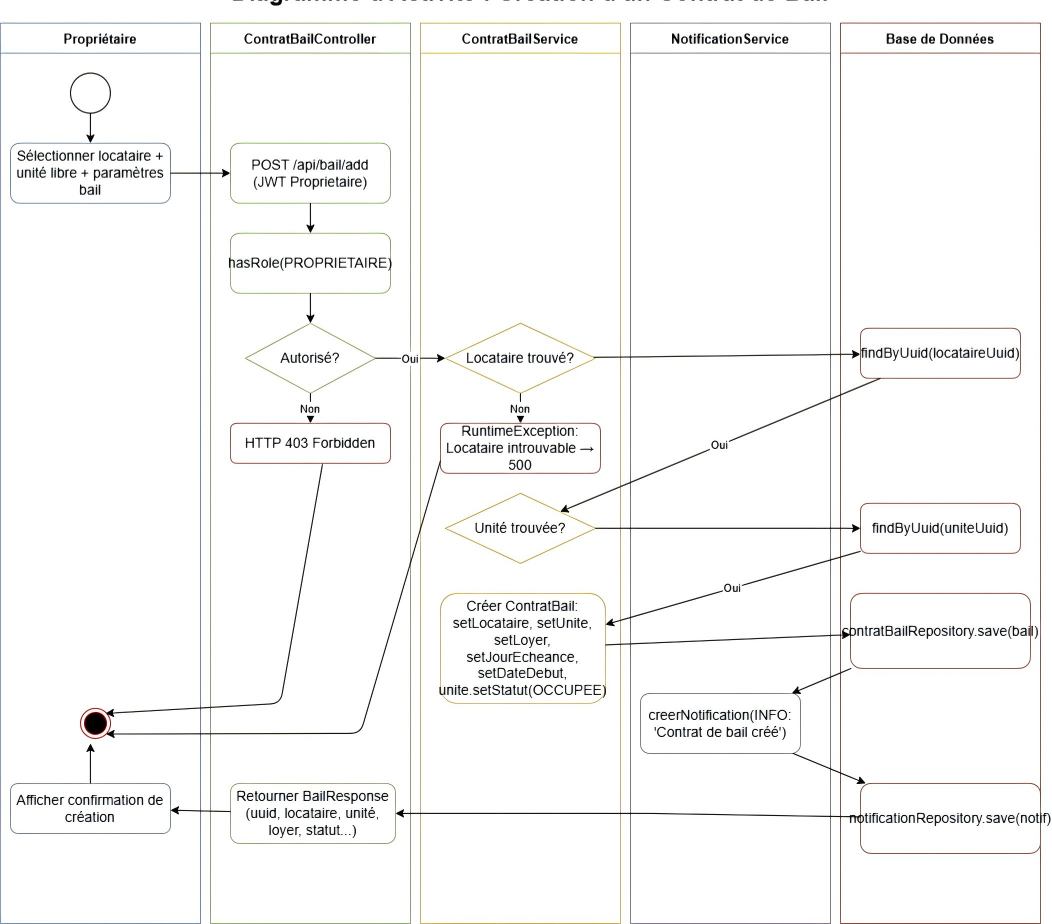 Propriétaire
ContratBailController
ContratBailService
NotificationService
Base de Données
Sélectionner locataire +
unité libre + paramètres
bail
POST /api/bail/add
(JWT Proprietaire)
hasRole(PROPRIETAIRE)
Autorisé?
Oui
Locataire trouvé?
findByUuid(locataireUuid)
Non
Non
HTTP 403 Forbidden
RuntimeException:
Locataire introuvable →
500
Oui
Unité trouvée?
findByUuid(uniteUuid)
Oui
Créer ContratBail:
setLocataire, setUnite,
setLoyer,
setJourEcheance,
setDateDebut,
unite.setStatut(OCCUPEE)
contratBailRepository.save(bail)
creerNotification(INFO:
'Contrat de bail créé')
Afficher confirmation de
création
Retourner BailResponse
(uuid, locataire, unité,
loyer, statut...)
notificationRepository.save(notif)